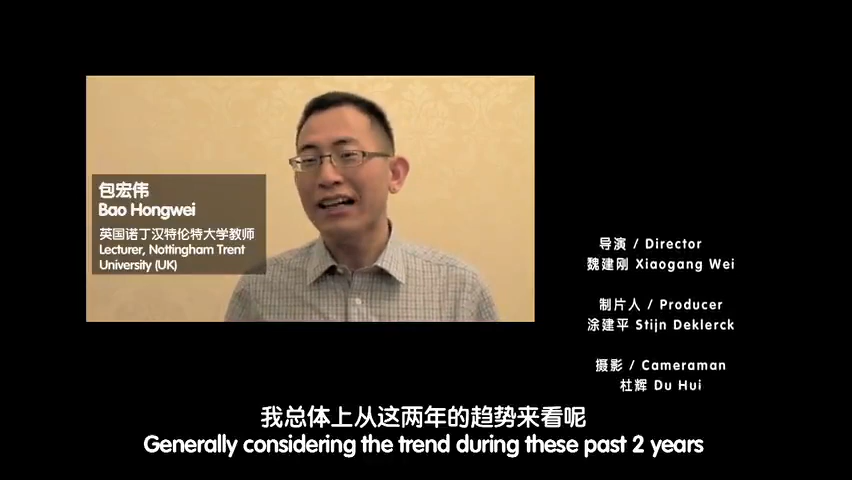 包宏伟
Bao Hongwei
英国诺丁汉特伦特大学教师
Lecturer, Nottingham Trent
University (UK)
导演 / Director
魏建刚 Xiaogang Wei
制片人 / Producer
涂建平 Stijn Deklerck
摄影 / Cameraman
杜辉 Du Hui
我总体上从这两年的趋势来看呢
Generally considering the trend during these past 2 years